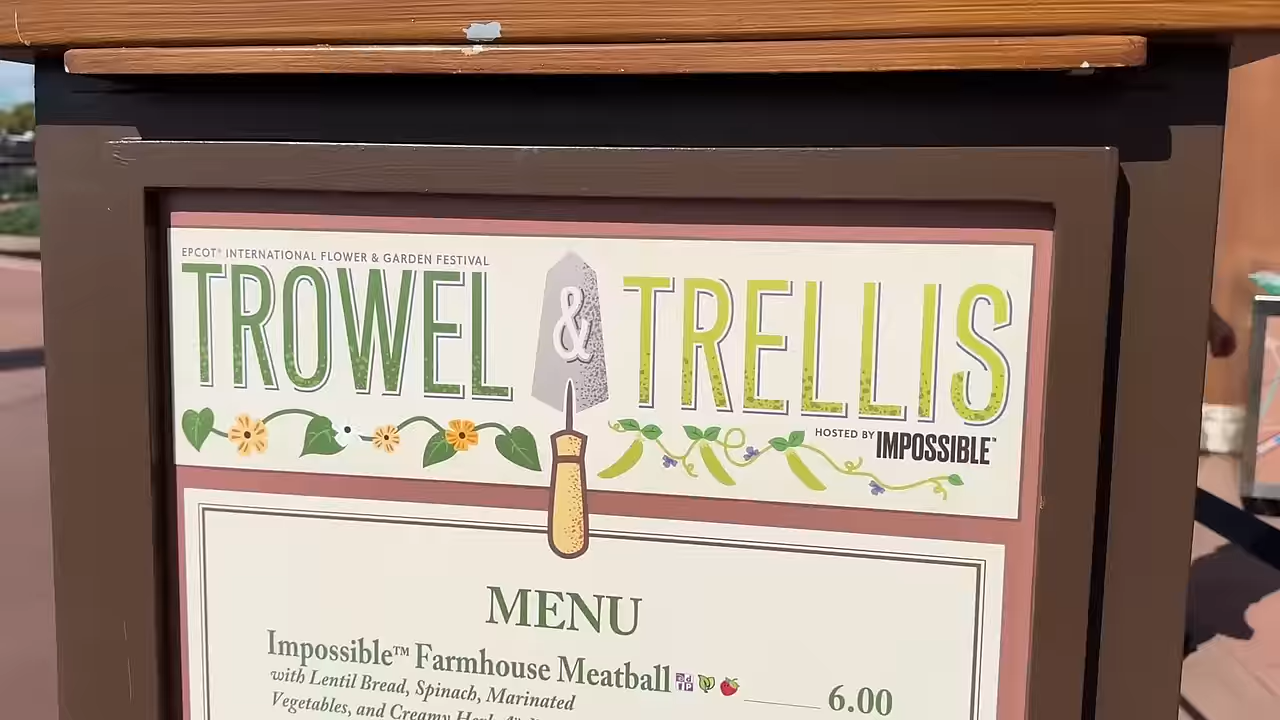 EPCOT® INTERNATIONAL FLOWER & GARDEN FESTIVAL
TROWEL & TRELLIS
HOSTED BY IMPOSSIBLE™
MENU
Impossible™ Farmhouse Meatball 6.00
with Lentil Bread, Spinach, Marinated
Vegetables, and Creamy Herb